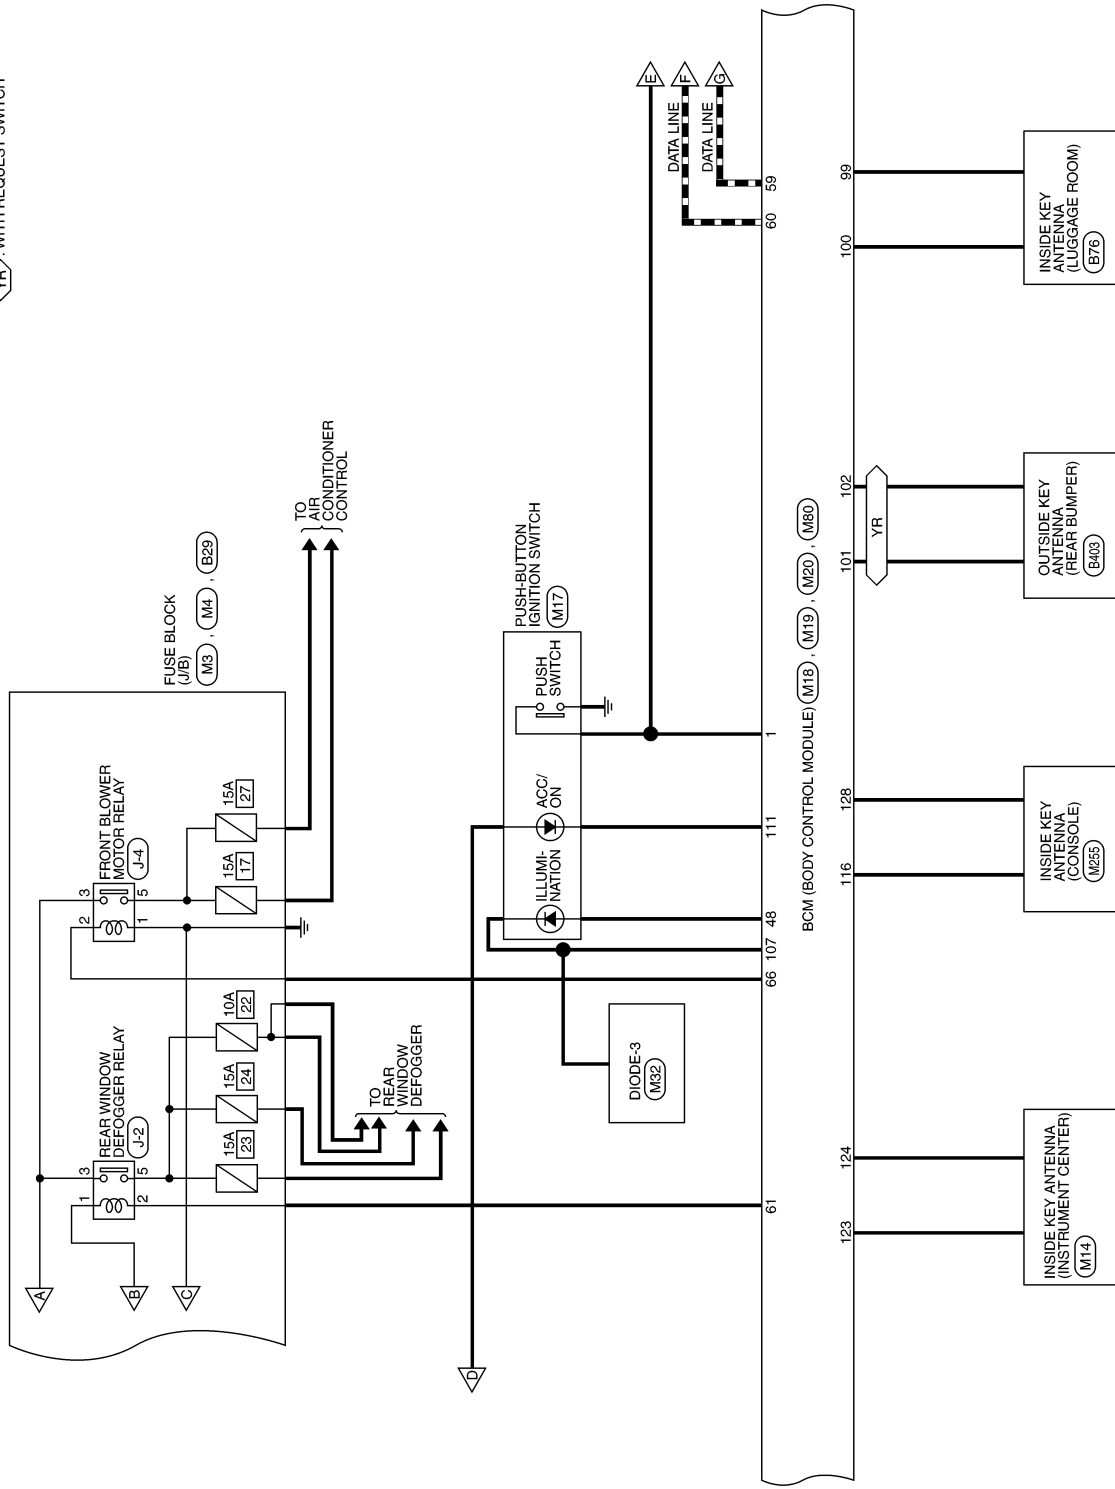 YR : WITH REQUEST SWITCH
FUSE BLOCK
(J/B)
M3 , M4 , B29
REAR WINDOW
DEFOGGER RELAY
J-2
FRONT BLOWER
MOTOR RELAY
J-4
A
B
C
1
3
2
5
2
3
1
5
15A
23
15A
24
10A
22
15A
17
15A
27
TO
REAR
WINDOW
DEFOGGER
TO
AIR
CONDITIONER
CONTROL
D
DIODE-3
M32
PUSH-BUTTON
IGNITION SWITCH
M17
ILLUMI-
NATION
ACC/
ON
PUSH
SWITCH
E
F
G
DATA LINE
DATA LINE
61
66
107
48
111
1
60
59
BCM (BODY CONTROL MODULE) M18 , M19 , M20 , M80
123
124
116
128
101
102
100
99
YR
INSIDE KEY ANTENNA
(INSTRUMENT CENTER)
M14
INSIDE KEY
ANTENNA
(CONSOLE)
M255
OUTSIDE KEY
ANTENNA
(REAR BUMPER)
B403
INSIDE KEY
ANTENNA
(LUGGAGE ROOM)
B76